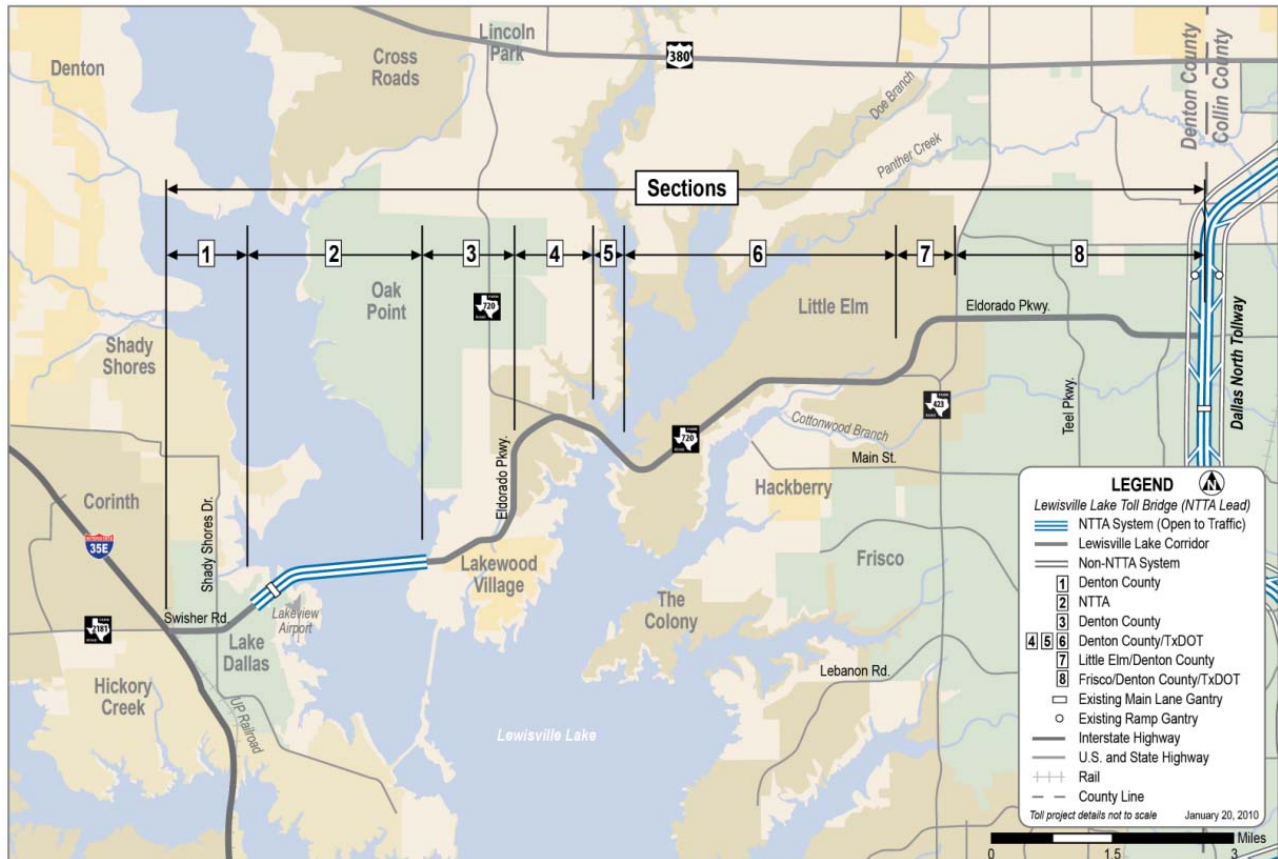 Denton
Cross
Roads
Lincoln
Park
380
Doe Branch
Panther Creek
Denton County
Collin County
Sections
1
2
3
4
5
6
7
8
Oak
Point
720
Little Elm
Eldorado Pkwy.
Shady
Shores
Dallas North Tollway
Teel Pkwy.
423
Cottonwood Branch
720
Main St.
Eldorado Pkwy.
Hackberry
Corinth
35E
Shady Shores Dr.
Lakewood
Village
Frisco
The
Colony
Swisher Rd.
Lakeview
Airport
2181
Lake
Dallas
Lebanon Rd.
Hickory
Creek
UP Railroad
Lewisville Lake
LEGEND
N
Lewisville Lake Toll Bridge (NTTA Lead)
NTTA System (Open to Traffic)
Lewisville Lake Corridor
Non-NTTA System
1 Denton County
2 NTTA
3 Denton County
4 5 6 Denton County/TxDOT
7 Little Elm/Denton County
8 Frisco/Denton County/TxDOT
Existing Main Lane Gantry
Existing Ramp Gantry
Interstate Highway
U.S. and State Highway
Rail
County Line
Toll project details not to scale January 20, 2010
Miles
0 1.5 3